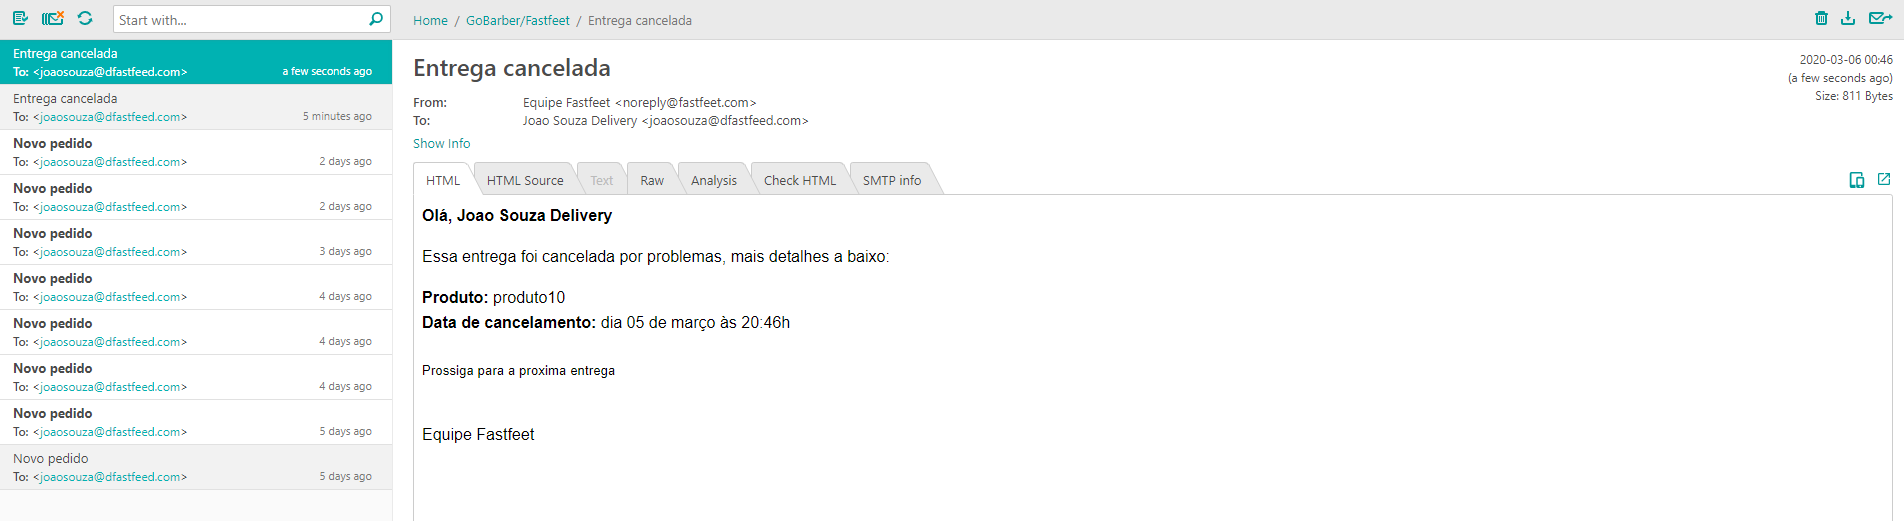 Start with...
Home / GoBarber/Fastfeet / Entrega cancelada
Entrega cancelada
To: <joaosouza@dfastfeed.com> a few seconds ago
Entrega cancelada
To: <joaosouza@dfastfeed.com> 5 minutes ago
Novo pedido
To: <joaosouza@dfastfeed.com> 2 days ago
Novo pedido
To: <joaosouza@dfastfeed.com> 2 days ago
Novo pedido
To: <joaosouza@dfastfeed.com> 3 days ago
Novo pedido
To: <joaosouza@dfastfeed.com> 4 days ago
Novo pedido
To: <joaosouza@dfastfeed.com> 4 days ago
Novo pedido
To: <joaosouza@dfastfeed.com> 4 days ago
Novo pedido
To: <joaosouza@dfastfeed.com> 5 days ago
Novo pedido
To: <joaosouza@dfastfeed.com> 5 days ago
Entrega cancelada
2020-03-06 00:46
(a few seconds ago)
Size: 811 Bytes
From: Equipe Fastfeet <noreply@fastfeet.com>
To: Joao Souza Delivery <joaosouza@dfastfeed.com>
Show Info
HTML HTML Source Text Raw Analysis Check HTML SMTP info
Olá, Joao Souza Delivery
Essa entrega foi cancelada por problemas, mais detalhes a baixo:
Produto: produto10
Data de cancelamento: dia 05 de março às 20:46h
Prossiga para a proxima entrega
Equipe Fastfeet